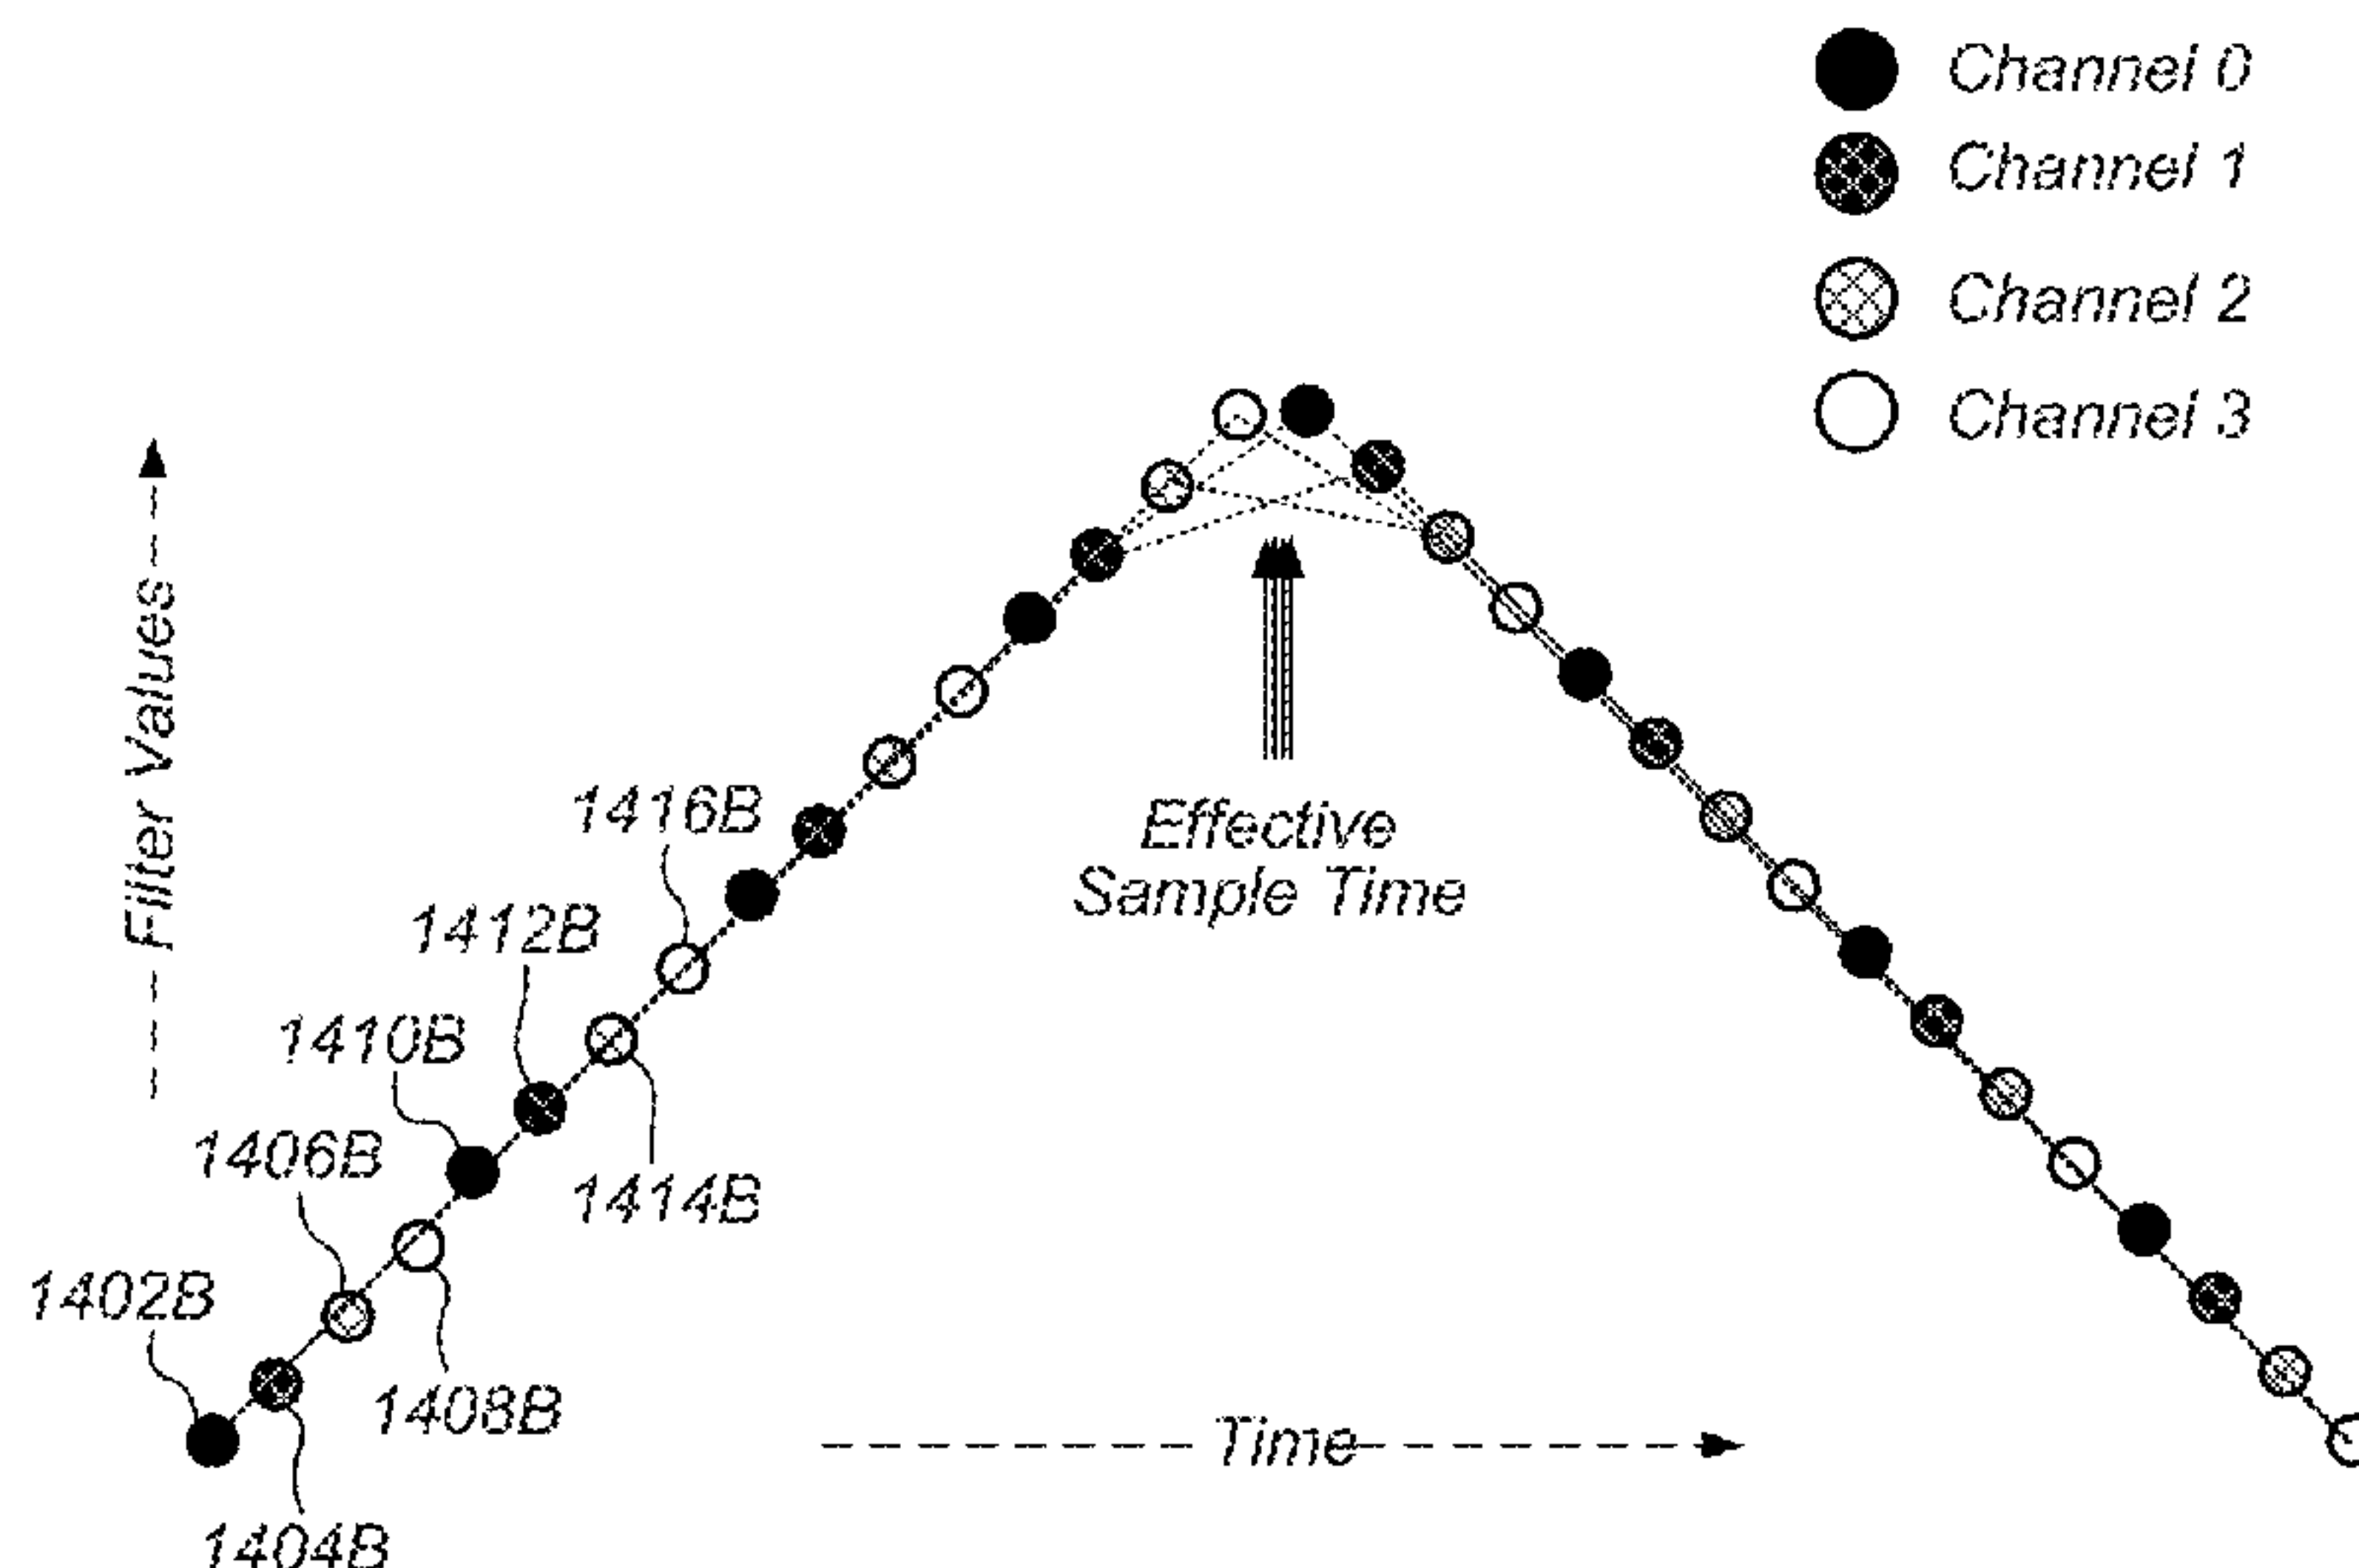 Channel 0
Channel 1
Channel 2
Channel 3
Filter Values
Effective
Sample Time
1416B
1412B
1410B
1406B
1414B
1402B
1408B
Time
1404B